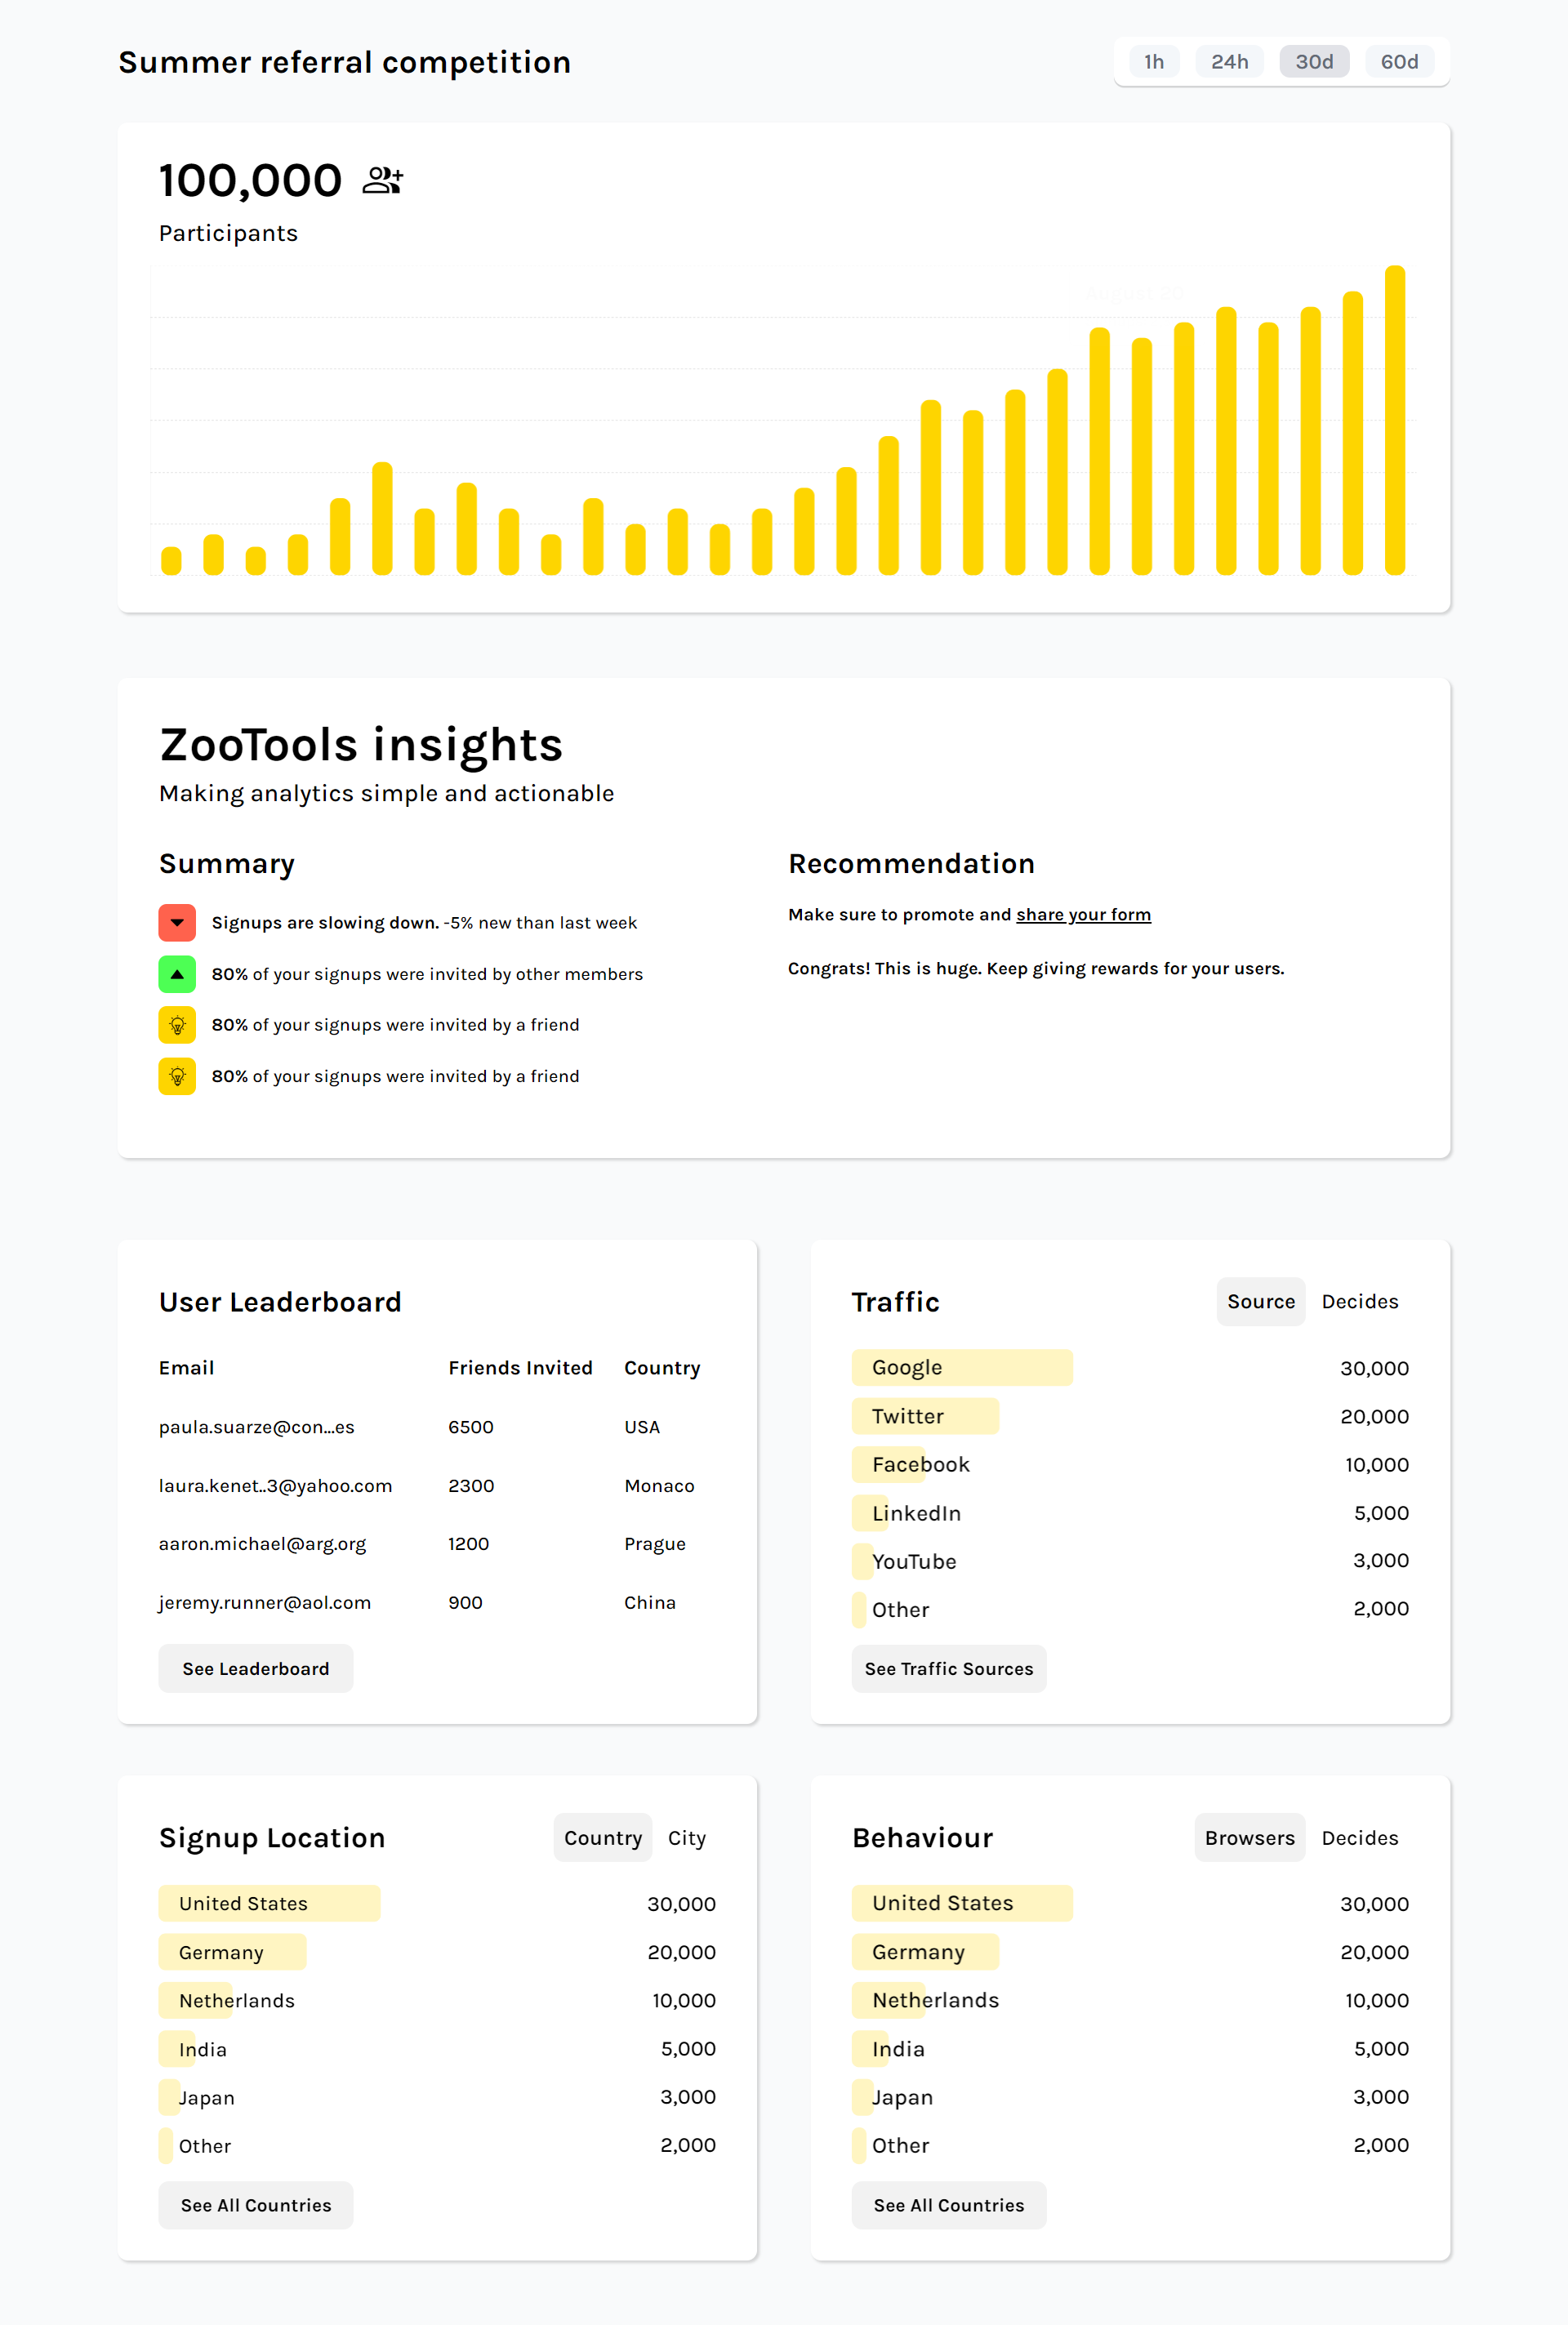 Summer referral competition
1h 24h 30d 60d
100,000
Participants
ZooTools insights
Making analytics simple and actionable
Summary
Signups are slowing down. -5% new than last week
80% of your signups were invited by other members
80% of your signups were invited by a friend
80% of your signups were invited by a friend
Recommendation
Make sure to promote and share your form
Congrats! This is huge. Keep giving rewards for your users.
User Leaderboard
Email Friends Invited Country
paula.suarze@con...es 6500 USA
laura.kenet..3@yahoo.com 2300 Monaco
aaron.michael@arg.org 1200 Prague
jeremy.runner@aol.com 900 China
See Leaderboard
Traffic Source Decides
Google 30,000
Twitter 20,000
Facebook 10,000
LinkedIn 5,000
YouTube 3,000
Other 2,000
See Traffic Sources
Signup Location Country City
United States 30,000
Germany 20,000
Netherlands 10,000
India 5,000
Japan 3,000
Other 2,000
See All Countries
Behaviour Browsers Decides
United States 30,000
Germany 20,000
Netherlands 10,000
India 5,000
Japan 3,000
Other 2,000
See All Countries